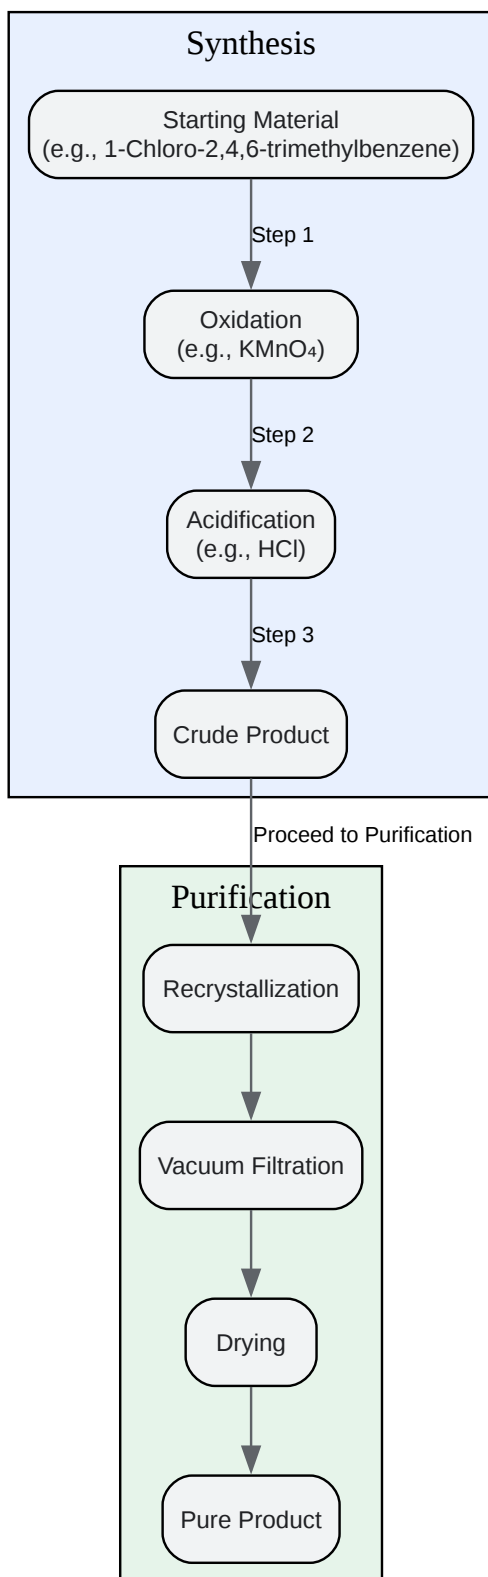 Synthesis
Starting Material
(e.g., 1-Chloro-2,4,6-trimethylbenzene)
Step 1
Oxidation
(e.g., KMnO₄)
Step 2
Acidification
(e.g., HCl)
Step 3
Crude Product
Proceed to Purification
Purification
Recrystallization
Vacuum Filtration
Drying
Pure Product